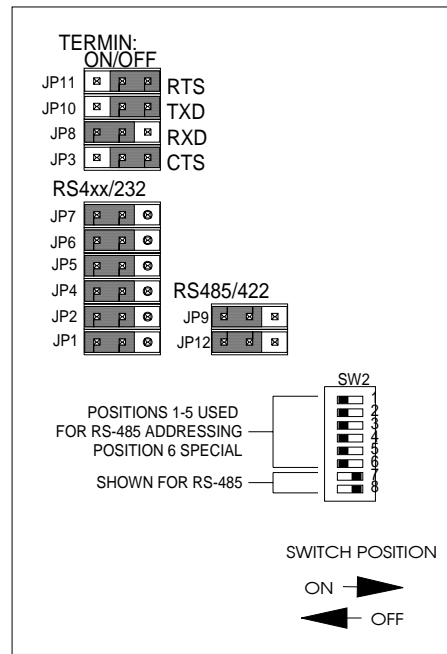 TERMIN:
ON/OFF
JP11 RTS
JP10 TXD
JP8 RXD
JP3 CTS
RS4xx/232
JP7
JP6
JP5
JP4
JP2
JP1
RS485/422
JP9
JP12
SW2
1
2
3
4
5
6
7
8
POSITIONS 1-5 USED
FOR RS-485 ADDRESSING
POSITION 6 SPECIAL
SHOWN FOR RS-485
SWITCH POSITION
ON
OFF